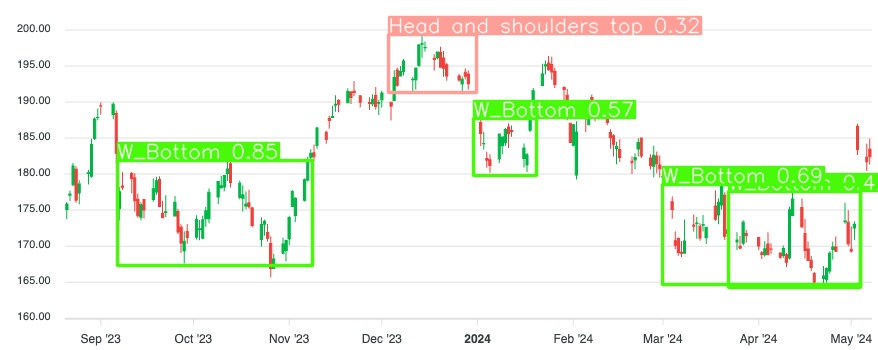 200.00
Head and shoulders top 0.32
195.00
190.00
W_Bottom 0.57
185.00
W_Bottom 0.85
180.00
W_Bottom 0.69
0.4
175.00
170.00
165.00
160.00
Sep '23
Oct '23
Nov '23
Dec '23
2024
Feb '24
Mar '24
Apr '24
May '24